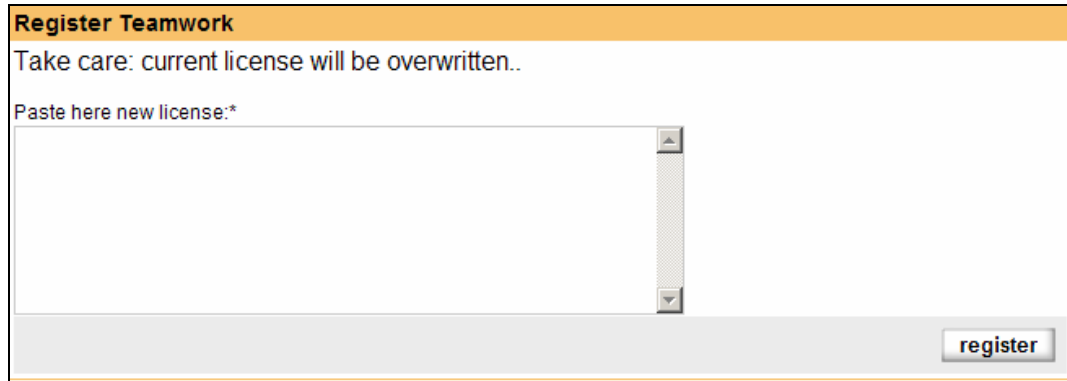 Register Teamwork
Take care: current license will be overwritten..
Paste here new license:*
register